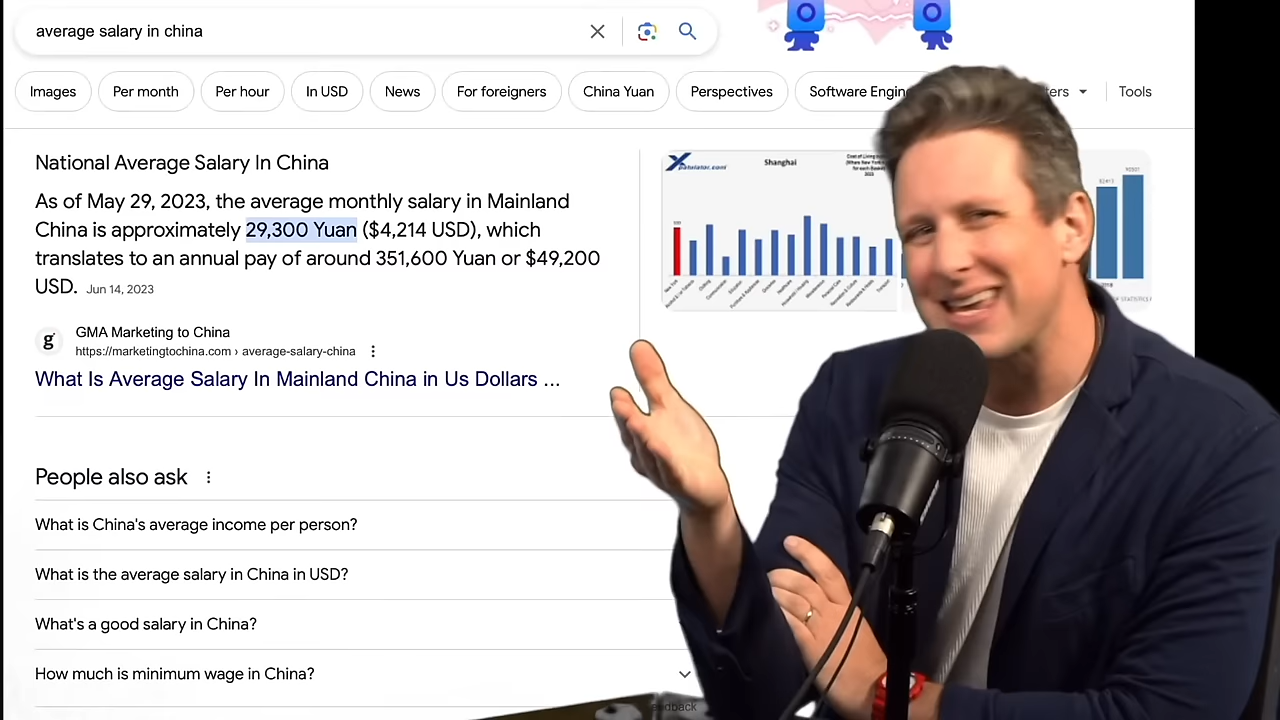 average salary in china
Images
Per month
Per hour
In USD
News
For foreigners
China Yuan
Perspectives
Software Engin
Tools
National Average Salary In China
As of May 29, 2023, the average monthly salary in Mainland
China is approximately 29,300 Yuan ($4,214 USD), which
translates to an annual pay of around 351,600 Yuan or $49,200
USD. Jun 14, 2023
Shanghai
GMA Marketing to China
https://marketingtochina.com › average-salary-china
What Is Average Salary In Mainland China in Us Dollars ...
People also ask
What is China's average income per person?
What is the average salary in China in USD?
What's a good salary in China?
How much is minimum wage in China?